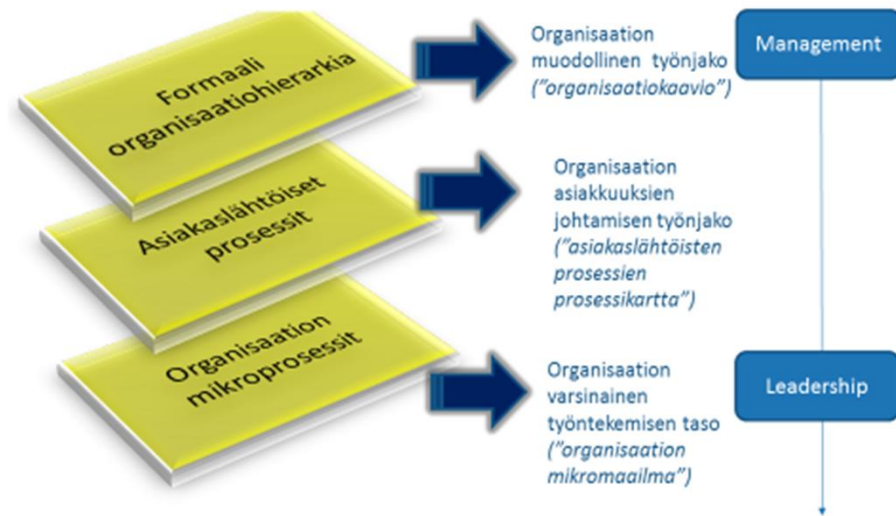 Formaali
organisaatiohierarkia
Organisaation
muodollinen työnjako
("organisaatiokaavio")
Management
Asiakaslähtöiset
prosessit
Organisaation
asiakkuuksien
johtamisen työnjako
("asiakaslähtöisten
prosessien
prosessikartta")
Organisaation
mikroprosessit
Organisaation
varsinainen
työntekemisen taso
("organisaation
mikromaailma")
Leadership